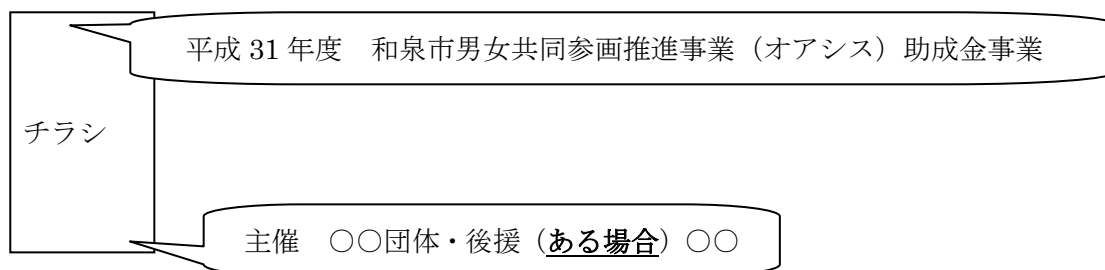 平成 31 年度　和泉市男女共同参画推進事業（オアシス）助成金事業
チラシ
主催　○○団体・後援（ある場合）○○